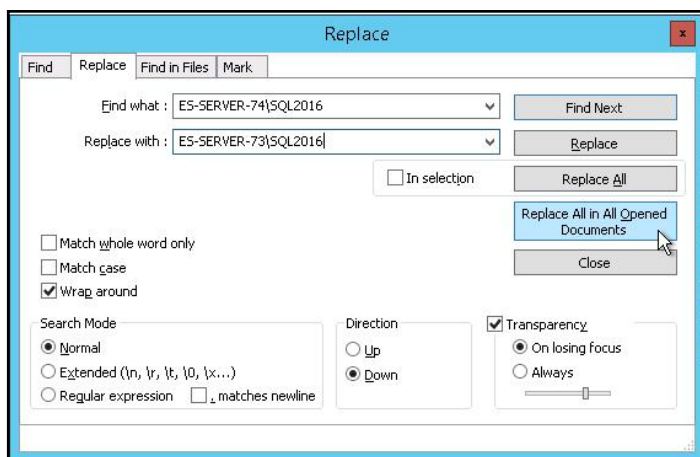 Replace
x
Find Replace Find in Files Mark
Find what : ES-SERVER-74\SQL2016
Find Next
Replace with : ES-SERVER-73\SQL2016
Replace
In selection
Replace All
Replace All in All Opened
Documents
Match whole word only
Match case
Close
Wrap around
Search Mode
Normal
Extended (\n, \r, \t, \0, \x...)
Regular expression
. matches newline
Direction
Up
Down
Transparency
On losing focus
Always